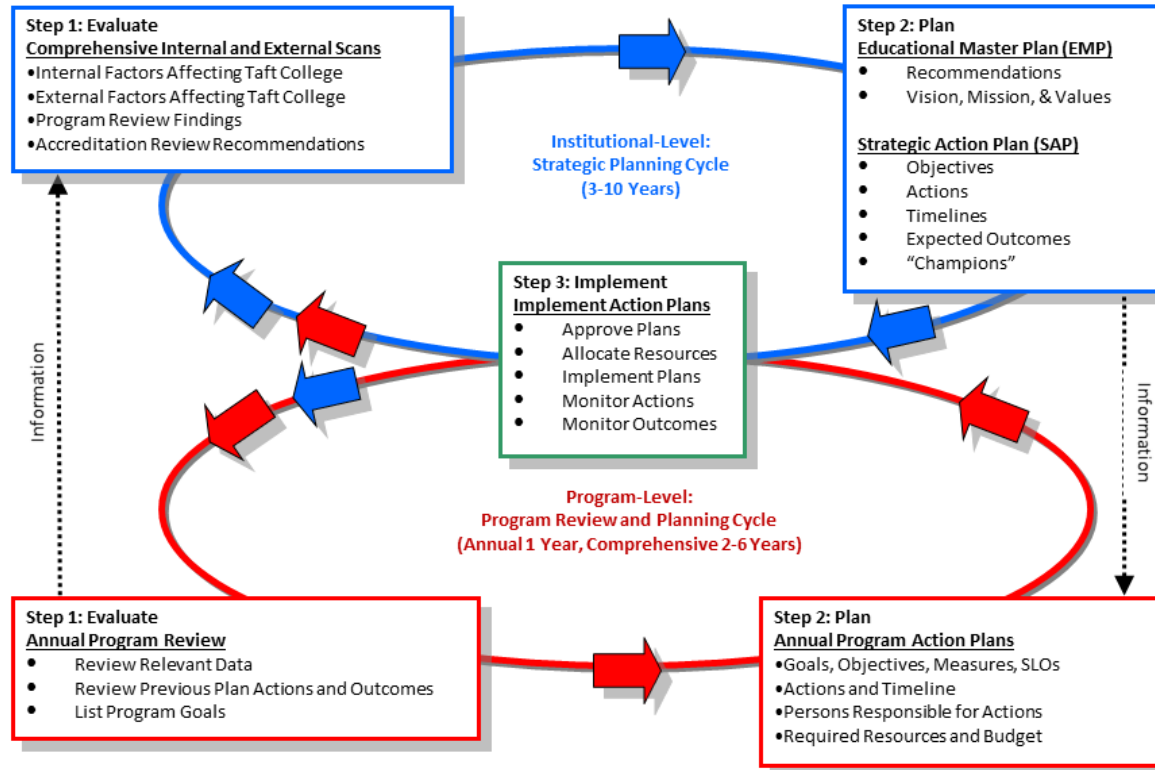 Step 1: Evaluate
Comprehensive Internal and External Scans
•Internal Factors Affecting Taft College
•External Factors Affecting Taft College
•Program Review Findings
•Accreditation Review Recommendations
Step 2: Plan
Educational Master Plan (EMP)
• Recommendations
• Vision, Mission, & Values
Strategic Action Plan (SAP)
• Objectives
• Actions
• Timelines
• Expected Outcomes
• “Champions”
Institutional-Level:
Strategic Planning Cycle
(3-10 Years)
Step 3: Implement
Implement Action Plans
• Approve Plans
• Allocate Resources
• Implement Plans
• Monitor Actions
• Monitor Outcomes
Information
Information
Program-Level:
Program Review and Planning Cycle
(Annual 1 Year, Comprehensive 2-6 Years)
Step 1: Evaluate
Annual Program Review
• Review Relevant Data
• Review Previous Plan Actions and Outcomes
• List Program Goals
Step 2: Plan
Annual Program Action Plans
•Goals, Objectives, Measures, SLOs
•Actions and Timeline
•Persons Responsible for Actions
•Required Resources and Budget